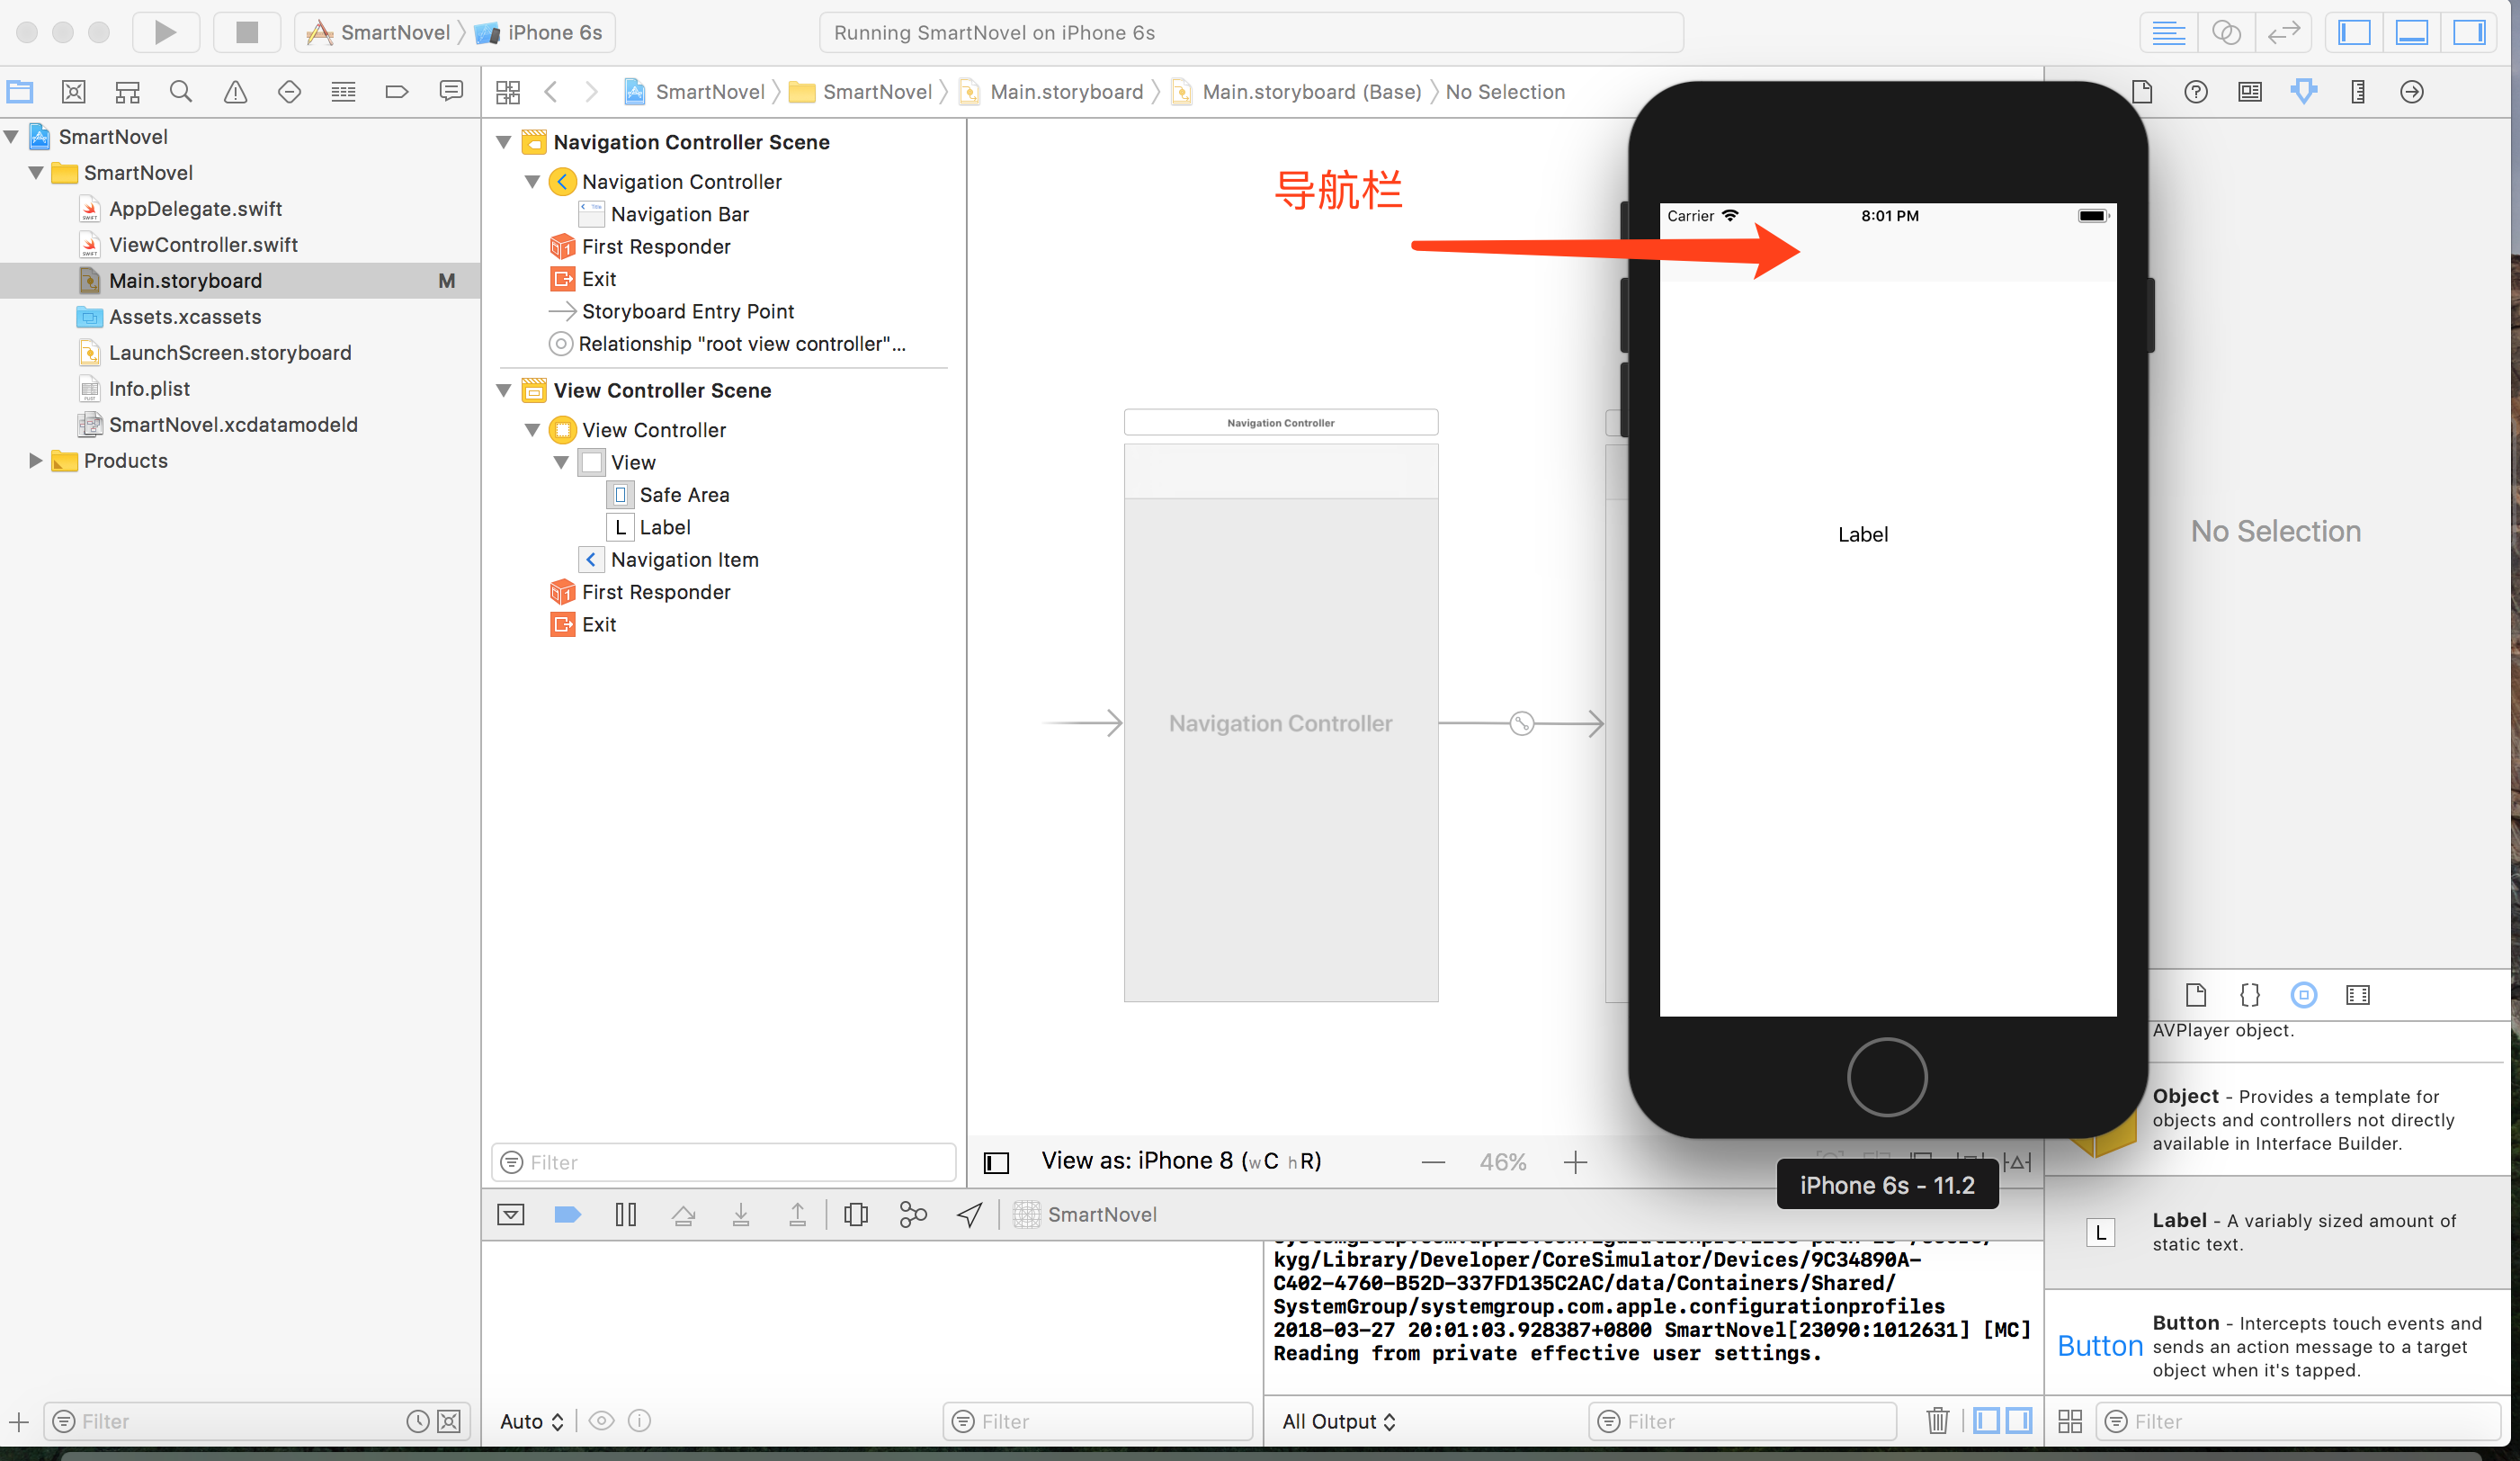 SmartNovel
iPhone 6s
Running SmartNovel on iPhone 6s
SmartNovel
SmartNovel
Main.storyboard
Main.storyboard (Base)
No Selection
SmartNovel
SmartNovel
AppDelegate.swift
ViewController.swift
Main.storyboard
M
Assets.xcassets
LaunchScreen.storyboard
Info.plist
SmartNovel.xcdatamodeld
Products
Filter
Navigation Controller Scene
Navigation Controller
Navigation Bar
First Responder
Exit
Storyboard Entry Point
Relationship "root view controller"...
View Controller Scene
View Controller
View
Safe Area
L Label
Navigation Item
First Responder
Exit
Filter
导航栏
Navigation Controller
Navigation Controller
Carrier
8:01 PM
Label
iPhone 6s - 11.2
View as: iPhone 8 (wC hR)
46%
No Selection
AVPlayer object.
Object - Provides a template for
objects and controllers not directly
available in Interface Builder.
L
Label - A variably sized amount of
static text.
Button
Button - Intercepts touch events and
sends an action message to a target
object when it's tapped.
Filter
SmartNovel
kyg/Library/Developer/CoreSimulator/Devices/9C34890A-
C402-4760-B52D-337FD135C2AC/data/Containers/Shared/
SystemGroup/systemgroup.com.apple.configurationprofiles
2018-03-27 20:01:03.928387+0800 SmartNovel[23090:1012631] [MC]
Reading from private effective user settings.
Auto
Filter
All Output
Filter